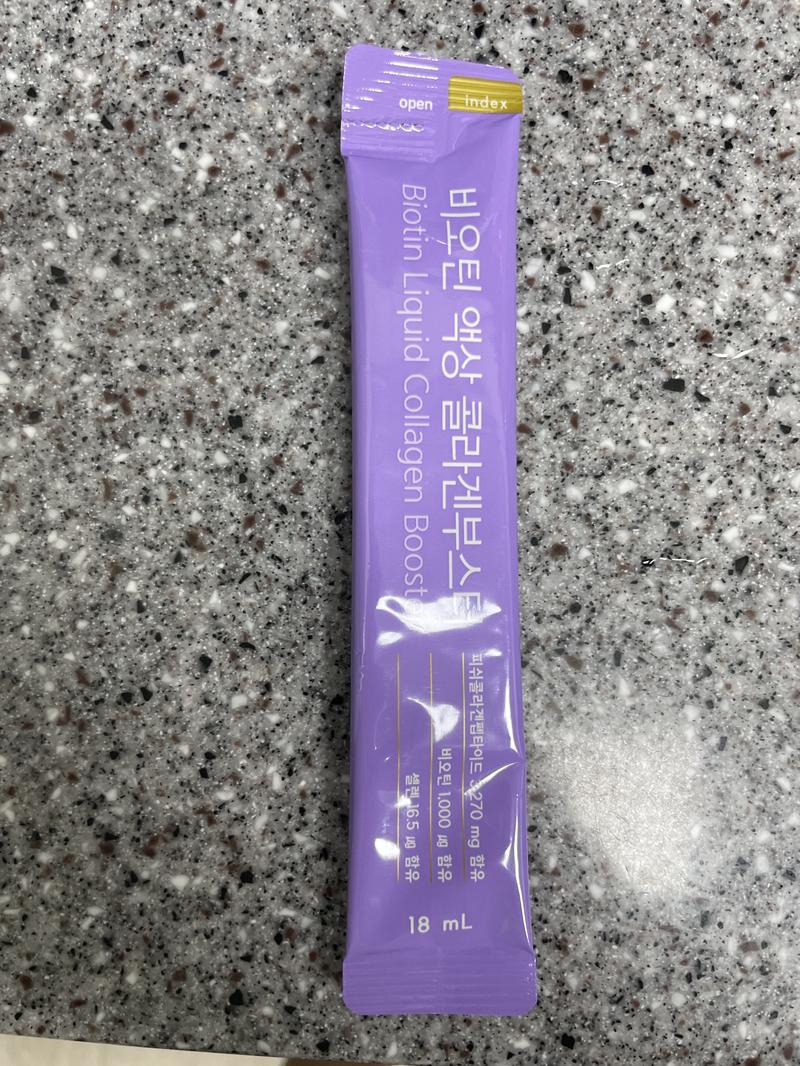 open
index
비오틴 액상 콜라겐부스터
Biotin Liquid Collagen Booster
피쉬콜라겐펩타이드 3,270 mg 함유
비오틴 1,000 ㎍ 함유
셀렌 16.5 ㎍ 함유
18 mL